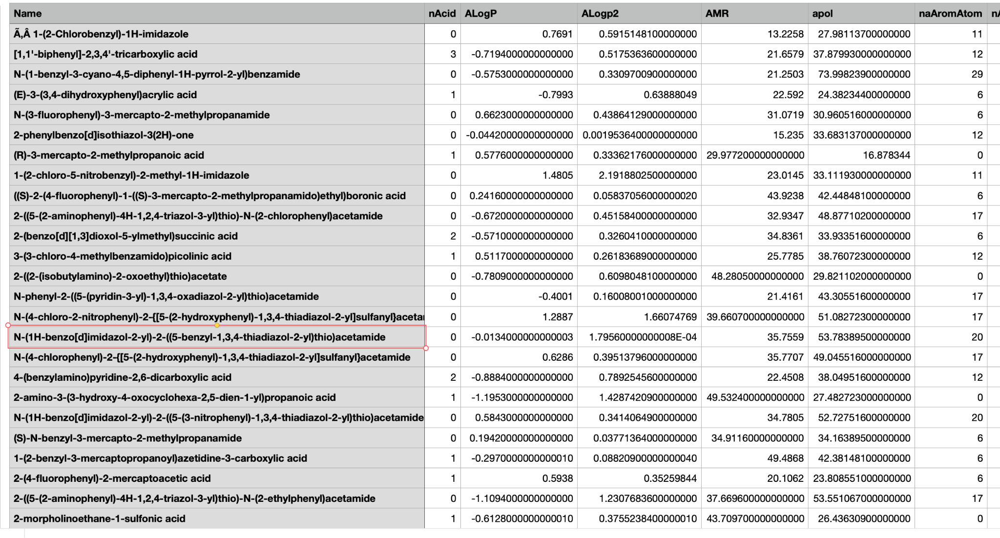 Name nAcid ALogP ALogp2 AMR apol naAromAtom nA
Ã‚Â 1-(2-Chlorobenzyl)-1H-imidazole 0 0.7691 0.5915148100000000 13.2258 27.98113700000000 11
[1,1'-biphenyl]-2,3,4'-tricarboxylic acid 3 -0.7194000000000000 0.5175363600000000 21.6579 37.879930000000000 12
N-(1-benzyl-3-cyano-4,5-diphenyl-1H-pyrrol-2-yl)benzamide 0 -0.5753000000000000 0.3309700900000000 21.2503 73.99823900000000 29
(E)-3-(3,4-dihydroxyphenyl)acrylic acid 1 -0.7993 0.63888049 22.592 24.38234400000000 6
N-(3-fluorophenyl)-3-mercapto-2-methylpropanamide 0 0.6623000000000000 0.43864129000000000 31.0719 30.960516000000000 6
2-phenylbenzo[d]isothiazol-3(2H)-one 0 -0.04420000000000000 0.0019536400000000000 15.235 33.683137000000000 12
(R)-3-mercapto-2-methylpropanoic acid 1 0.5776000000000000 0.33362176000000000 29.977200000000000 16.878344 0
1-(2-chloro-5-nitrobenzyl)-2-methyl-1H-imidazole 0 1.4805 2.1918802500000000 23.0145 33.111930000000000 11
((S)-2-(4-fluorophenyl)-1-((S)-3-mercapto-2-methylpropanamido)ethyl)boronic acid 0 0.24160000000000000 0.05837056000000020 43.9238 42.44848100000000 6
2-((5-(2-aminophenyl)-4H-1,2,4-triazol-3-yl)thio)-N-(2-chlorophenyl)acetamide 0 -0.6720000000000000 0.45158400000000000 32.9347 48.87710200000000 17
2-(benzo[d][1,3]dioxol-5-ylmethyl)succinic acid 2 -0.5710000000000000 0.3260410000000000 34.8361 33.93351600000000 6
3-(3-chloro-4-methylbenzamido)picolinic acid 1 0.5117000000000000 0.26183689000000000 25.7785 38.76072300000000 12
2-((2-(isobutylamino)-2-oxoethyl)thio)acetate 0 -0.7809000000000000 0.6098048100000000 48.28050000000000 29.821102000000000 0
N-phenyl-2-((5-(pyridin-3-yl)-1,3,4-oxadiazol-2-yl)thio)acetamide 0 -0.4001 0.16008001000000000 21.4161 43.30551600000000 17
N-(4-chloro-2-nitrophenyl)-2-{[5-(2-hydroxyphenyl)-1,3,4-thiadiazol-2-yl]sulfanyl}acetar 0 1.2887 1.66074769 39.660700000000000 51.08272300000000 17
N-(1H-benzo[d]imidazol-2-yl)-2-((5-benzyl-1,3,4-thiadiazol-2-yl)thio)acetamide 0 -0.0134000000000003 1.79560000000008E-04 35.7559 53.78389500000000 20
N-(4-chlorophenyl)-2-{[5-(2-hydroxyphenyl)-1,3,4-thiadiazol-2-yl]sulfanyl}acetamide 0 0.6286 0.39513796000000000 35.7707 49.045516000000000 17
4-(benzylamino)pyridine-2,6-dicarboxylic acid 2 -0.8884000000000000 0.7892545600000000 22.4508 38.04951600000000 12
2-amino-3-(3-hydroxy-4-oxocyclohexa-2,5-dien-1-yl)propanoic acid 1 -1.1953000000000000 1.4287420900000000 49.532400000000000 27.482723000000000 0
N-(1H-benzo[d]imidazol-2-yl)-2-((5-(3-nitrophenyl)-1,3,4-thiadiazol-2-yl)thio)acetamide 0 0.5843000000000000 0.3414064900000000 34.7805 52.72751600000000 20
(S)-N-benzyl-3-mercapto-2-methylpropanamide 0 0.19420000000000000 0.037713640000000000 34.91160000000000 34.16389500000000 6
1-(2-benzyl-3-mercaptopropanoyl)azetidine-3-carboxylic acid 1 -0.2970000000000010 0.08820900000000040 49.4868 42.38148100000000 6
2-(4-fluorophenyl)-2-mercaptoacetic acid 1 0.5938 0.35259844 20.1062 23.808551000000000 6
2-((5-(2-aminophenyl)-4H-1,2,4-triazol-3-yl)thio)-N-(2-ethylphenyl)acetamide 0 -1.1094000000000000 1.2307683600000000 37.669600000000000 53.551067000000000 17
2-morpholinoethane-1-sulfonic acid 1 -0.6128000000000010 0.3755238400000010 43.709700000000000 26.43630900000000 0